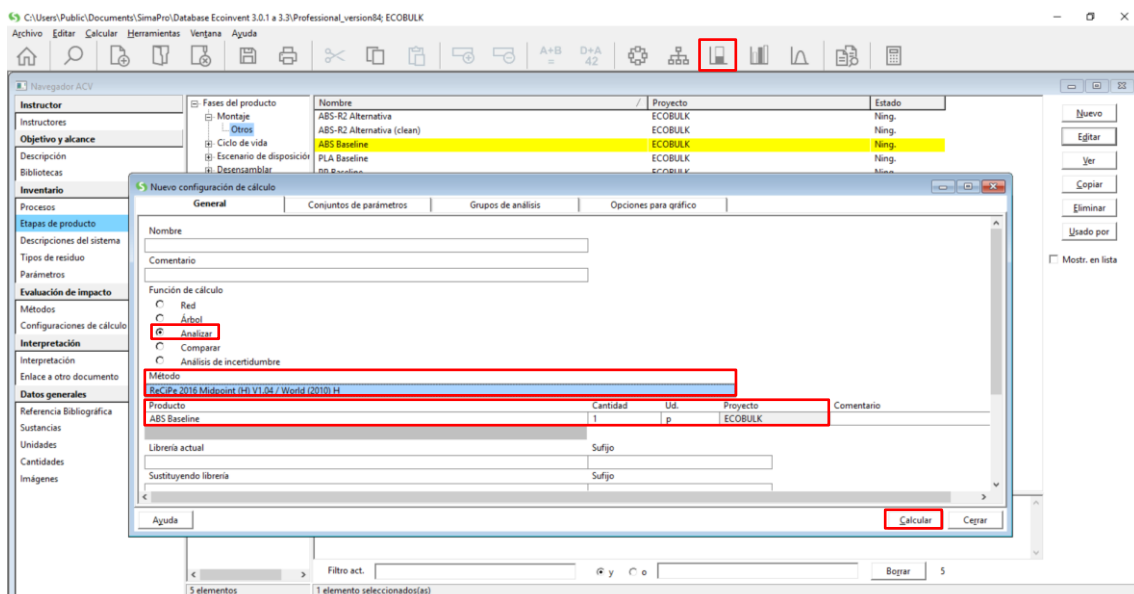 C:\Users\Public\Documents\SimaPro\Database Ecoinvent 3.0.1 a 3.3\Professional_version84; ECOBULK
Archivo Editar Calcular Herramientas Ventana Ayuda
A+B
=
D+A
42
Navegador ACV
Instructor
Instructores
Objetivo y alcance
Descripción
Bibliotecas
Inventario
Procesos
Etapas de producto
Descripciones del sistema
Tipos de residuo
Parámetros
Evaluación de impacto
Métodos
Configuraciones de cálculo
Interpretación
Interpretación
Enlace a otro documento
Datos generales
Referencia Bibliográfica
Sustancias
Unidades
Cantidades
Imágenes
Fases del producto
Montaje
Otros
Ciclo de vida
Escenario de disposició
Desensamblar
Nombre / Proyecto Estado
ABS-R2 Alternativa ECOBULK Ning.
ABS-R2 Alternativa (clean) ECOBULK Ning.
ABS Baseline ECOBULK Ning.
PLA Baseline ECOBULK Ning.
PP Baseline ECOBULK Ning.
Nuevo
Editar
Ver
Copiar
Eliminar
Usado por
Mostr. en lista
Nuevo configuración de cálculo
General Conjuntos de parámetros Grupos de análisis Opciones para gráfico
Nombre
Comentario
Función de cálculo
Red
Árbol
Analizar
Comparar
Análisis de incertidumbre
Método
ReCiPe 2016 Midpoint (H) V1.04 / World (2010) H
Producto Cantidad Ud. Proyecto Comentario
ABS Baseline 1 p ECOBULK
Librería actual Sufijo
Sustituyendo librería Sufijo
Ayuda Calcular Cerrar
Filtro act. y o Borrar 5
5 elementos 1 elemento seleccionados(as)